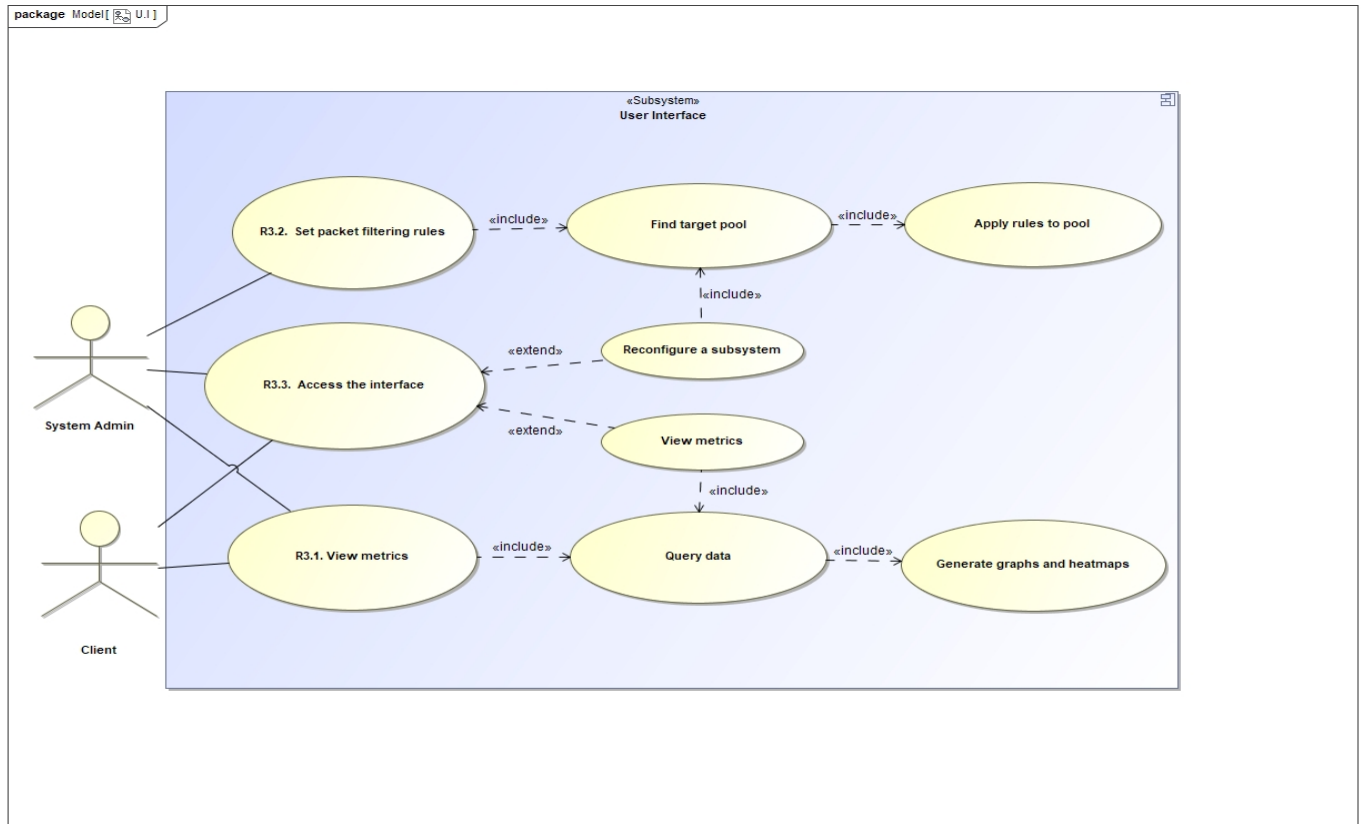 package Model[ U.I ]
«Subsystem»
User Interface
R3.2. Set packet filtering rules
«include»
Find target pool
«include»
Apply rules to pool
«include»
Reconfigure a subsystem
«extend»
R3.3. Access the interface
System Admin
«extend»
View metrics
«include»
R3.1. View metrics
«include»
Query data
«include»
Generate graphs and heatmaps
Client